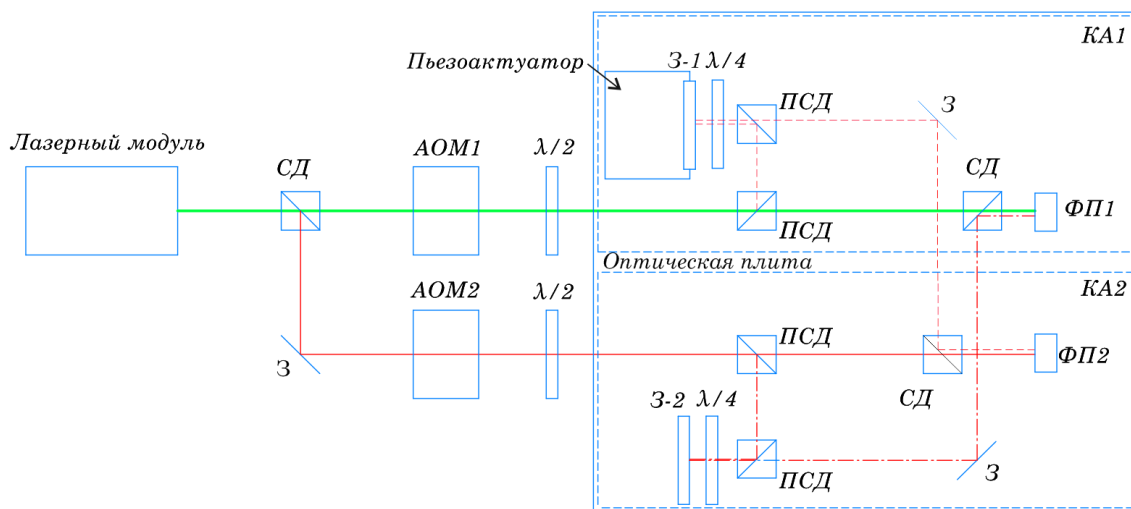 КА1
Пьезоактуатор
З-1 λ/4
ПСД
З
Лазерный модуль
СД
АОМ1
λ/2
СД
ФП1
ПСД
Оптическая плита
АОМ2
λ/2
КА2
ПСД
З
ФП2
СД
З-2 λ/4
ПСД
З